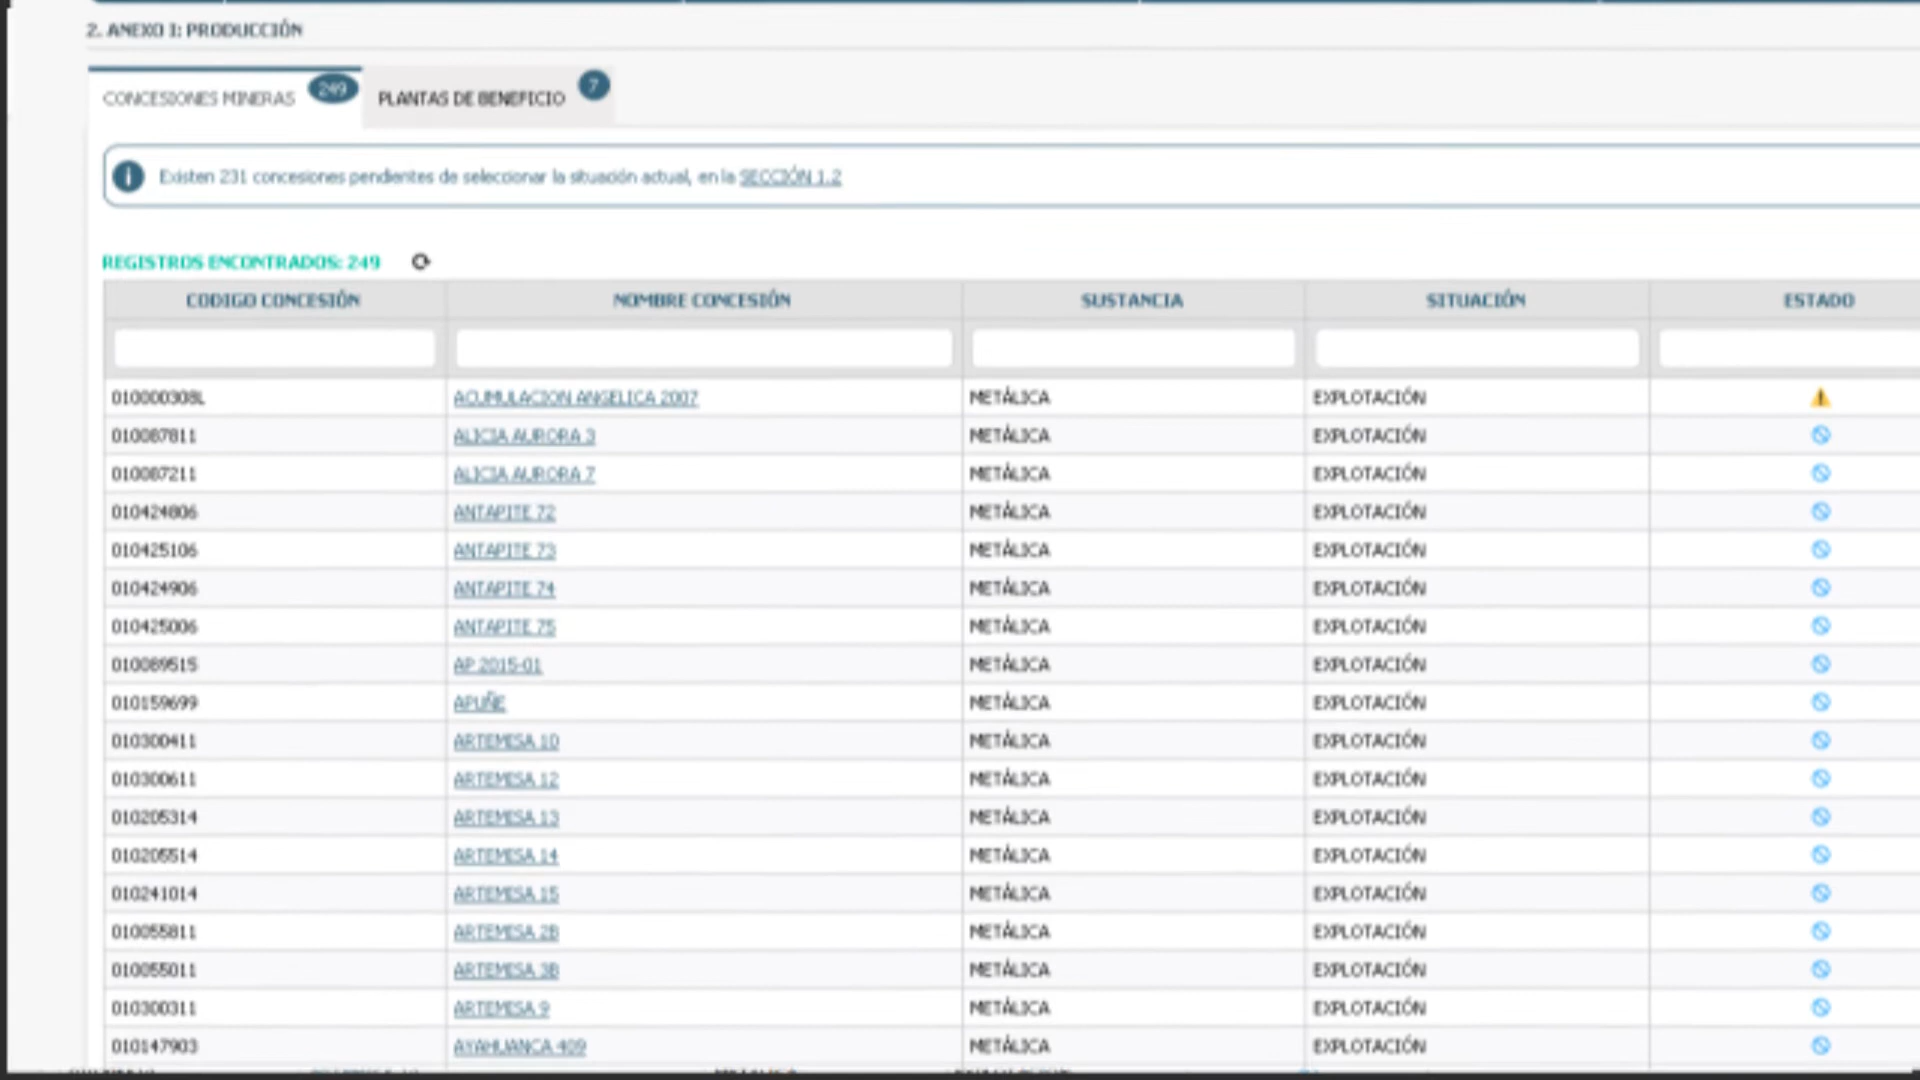 2. ANEXO I: PRODUCCIÓN
CONCESIONES MINERAS 249 PLANTAS DE BENEFICIO 7
Existen 231 concesiones pendientes de seleccionar la situación actual, en la SECCIÓN 1.2
REGISTROS ENCONTRADOS: 249
CODIGO CONCESIÓN NOMBRE CONCESIÓN SUSTANCIA SITUACIÓN ESTADO
010000308L ACUMULACION ANGELICA 2007 METÁLICA EXPLOTACIÓN
010087811 ALICIA AURORA 3 METÁLICA EXPLOTACIÓN
010087211 ALICIA AURORA 7 METÁLICA EXPLOTACIÓN
010424806 ANTAPITE 72 METÁLICA EXPLOTACIÓN
010425106 ANTAPITE 73 METÁLICA EXPLOTACIÓN
010424906 ANTAPITE 74 METÁLICA EXPLOTACIÓN
010425006 ANTAPITE 75 METÁLICA EXPLOTACIÓN
010089515 AP 2015-01 METÁLICA EXPLOTACIÓN
010159699 APUÑE METÁLICA EXPLOTACIÓN
010300411 ARTEMISA 10 METÁLICA EXPLOTACIÓN
010300611 ARTEMISA 12 METÁLICA EXPLOTACIÓN
010205314 ARTEMISA 13 METÁLICA EXPLOTACIÓN
010205514 ARTEMISA 14 METÁLICA EXPLOTACIÓN
010241014 ARTEMISA 15 METÁLICA EXPLOTACIÓN
010055811 ARTEMISA 2B METÁLICA EXPLOTACIÓN
010055011 ARTEMISA 3B METÁLICA EXPLOTACIÓN
010300311 ARTEMISA 9 METÁLICA EXPLOTACIÓN
010147903 AYAHUANCA 409 METÁLICA EXPLOTACIÓN